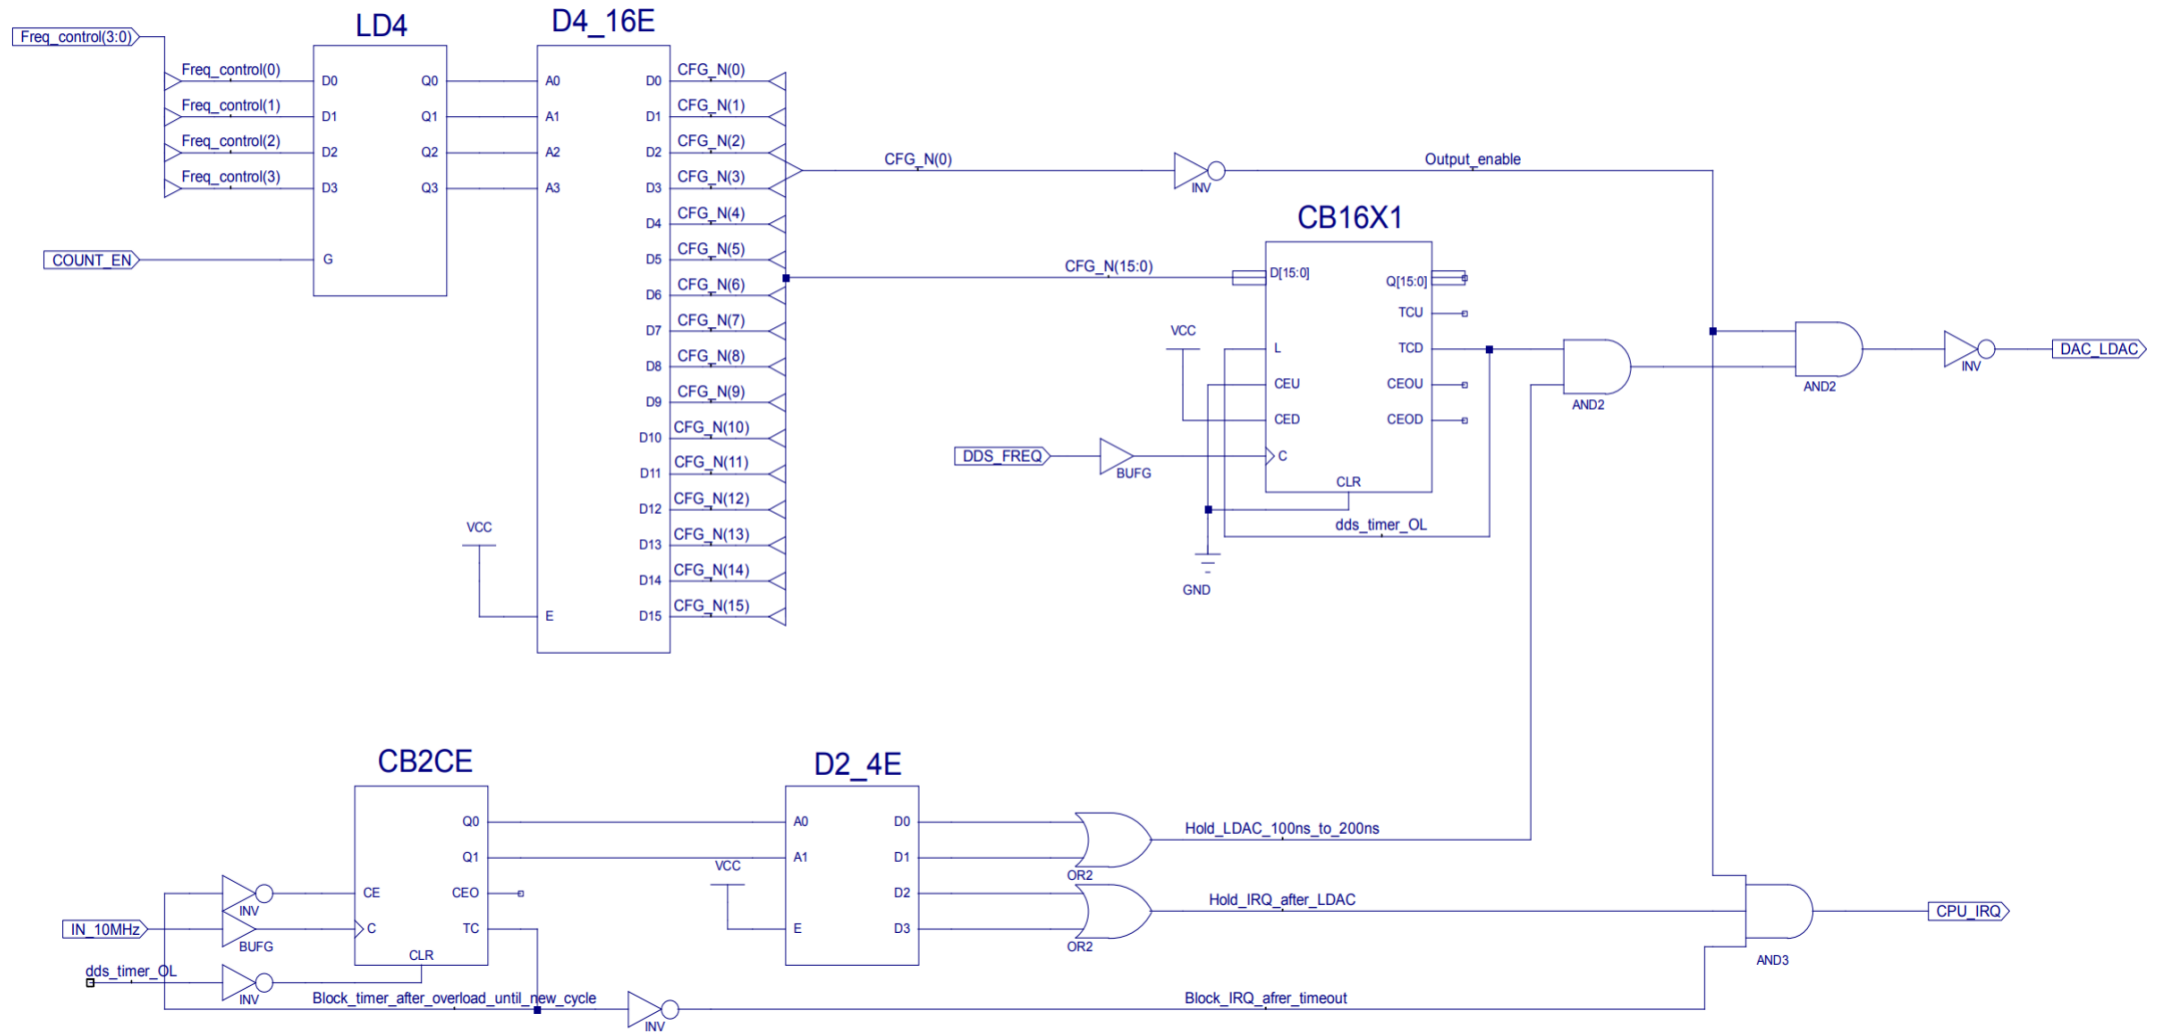 LD4
D4_16E
Freq_control(3:0)
Freq_control(0)
D0
Q0
A0
D0
CFG_N(0)
Freq_control(1)
D1
Q1
A1
D1
CFG_N(1)
Freq_control(2)
D2
Q2
A2
D2
CFG_N(2)
Freq_control(3)
D3
Q3
A3
D3
CFG_N(3)
D4
CFG_N(4)
COUNT_EN
G
D5
CFG_N(5)
D6
CFG_N(6)
D7
CFG_N(7)
D8
CFG_N(8)
D9
CFG_N(9)
D10
CFG_N(10)
D11
CFG_N(11)
D12
CFG_N(12)
D13
CFG_N(13)
D14
CFG_N(14)
VCC
E
D15
CFG_N(15)
CFG_N(0)
INV
Output_enable
CB16X1
CFG_N(15:0)
D[15:0]
Q[15:0]
TCU
VCC
L
TCD
CEU
CEOU
CED
CEOD
DDS_FREQ
BUFG
C
CLR
dds_timer_OL
GND
AND2
AND2
INV
DAC_LDAC
CB2CE
D2_4E
Q0
A0
D0
Q1
A1
D1
VCC
CE
CEO
D2
INV
IN_10MHz
C
TC
E
D3
BUFG
CLR
dds_timer_OL
INV
Block_timer_after_overload_until_new_cycle
INV
OR2
Hold_LDAC_100ns_to_200ns
OR2
Hold_IRQ_after_LDAC
Block_IRQ_afrer_timeout
AND3
CPU_IRQ